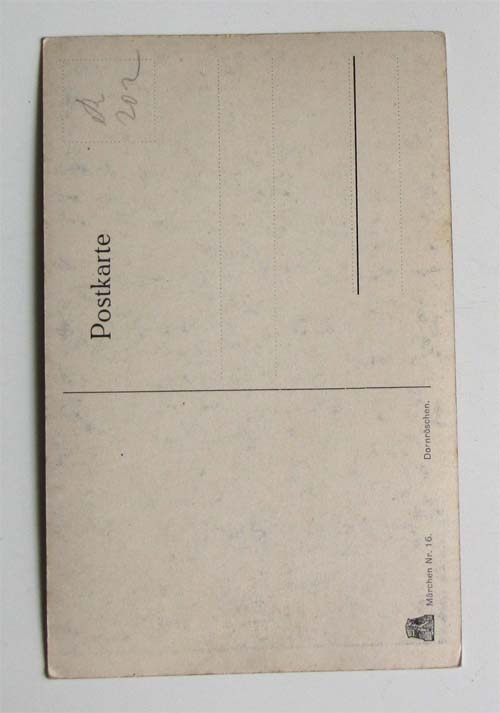 202
Postkarte
Märchen Nr. 16.
Dornröschen.